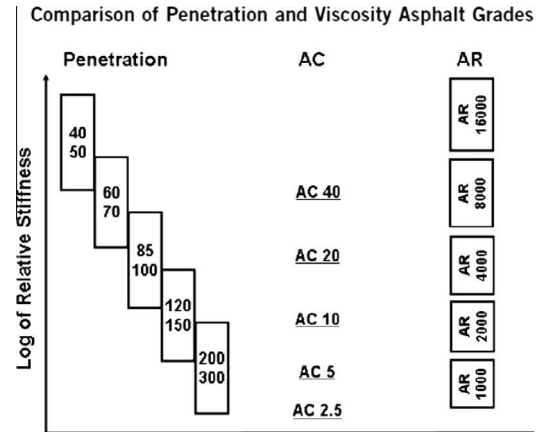 Comparison of Penetration and Viscosity Asphalt Grades
Penetration
AC
AR
Log of Relative Stiffness
40
50
60
70
85
100
120
150
200
300
AC 40
AC 20
AC 10
AC 5
AC 2.5
AR
16000
AR
8000
AR
4000
AR
2000
AR
1000